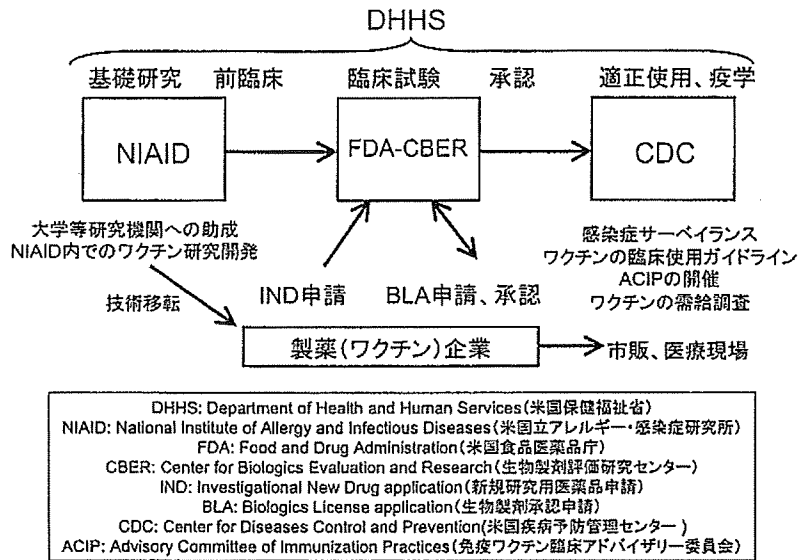 DHHS
基礎研究 前臨床 臨床試験 承認 適正使用、疫学
NIAID
FDA-CBER
CDC
大学等研究機関への助成
NIAID内でのワクチン研究開発
技術移転
IND申請
BLA申請、承認
感染症サーベイランス
ワクチンの臨床使用ガイドライン
ACIPの開催
ワクチンの需給調査
製薬(ワクチン)企業
市販、医療現場
DHHS: Department of Health and Human Services(米国保健福祉省)
NIAID: National Institute of Allergy and Infectious Diseases(米国立アレルギー・感染症研究所)
FDA: Food and Drug Administration(米国食品医薬品庁)
CBER: Center for Biologics Evaluation and Research(生物製剤評価研究センター)
IND: Investigational New Drug application(新規研究用医薬品申請)
BLA: Biologics License application(生物製剤承認申請)
CDC: Center for Diseases Control and Prevention(米国疾病予防管理センター)
ACIP: Advisory Committee of Immunization Practices(免疫ワクチン臨床アドバイザリー委員会)